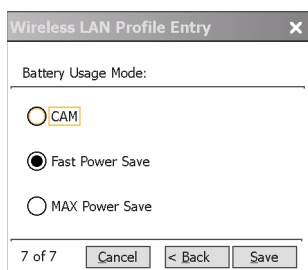 Wireless LAN Profile Entry
Battery Usage Mode:
CAM
Fast Power Save
MAX Power Save
7 of 7 Cancel < Back Save